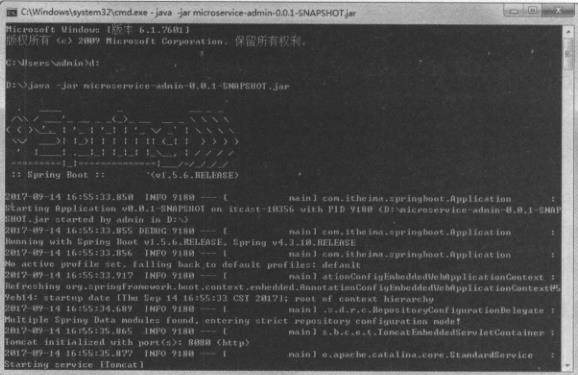 C:\Windows\system32\cmd.exe - java -jar microservice-admin-0.0.1-SNAPSHOT.jar
Microsoft Windows [版本 6.1.7601]
版权所有 (c) 2009 Microsoft Corporation. 保留所有权利。
C:\Users\admin>d:
D:\>java -jar microservice-admin-0.0.1-SNAPSHOT.jar
:: Spring Boot :: (v1.5.6.RELEASE)
2017-09-14 16:55:33.850 INFO 9180 --- [ main] com.itheima.springboot.Application :
Starting Application v0.0.1-SNAPSHOT on itcast-10356 with PID 9180 (D:\microservice-admin-0.0.1-SNAP
SHOT.jar started by admin in D:\)
2017-09-14 16:55:33.855 DEBUG 9180 --- [ main] com.itheima.springboot.Application :
Running with Spring Boot v1.5.6.RELEASE, Spring v4.3.10.RELEASE
2017-09-14 16:55:33.856 INFO 9180 --- [ main] com.itheima.springboot.Application :
No active profile set, falling back to default profiles: default
2017-09-14 16:55:33.917 INFO 9180 --- [ main] ationConfigEmbeddedWebApplicationContext :
Refreshing org.springframework.boot.context.embedded.AnnotationConfigEmbeddedWebApplicationContext@5
9eb14: startup date [Thu Sep 14 16:55:33 CST 2017]; root of context hierarchy
2017-09-14 16:55:34.689 INFO 9180 --- [ main] .s.d.r.c.RepositoryConfigurationDelegate :
Multiple Spring Data modules found, entering strict repository configuration mode!
2017-09-14 16:55:35.865 INFO 9180 --- [ main] s.b.c.e.t.TomcatEmbeddedServletContainer :
Tomcat initialized with port(s): 8080 (http)
2017-09-14 16:55:35.877 INFO 9180 --- [ main] o.apache.catalina.core.StandardService :
Starting service [Tomcat]